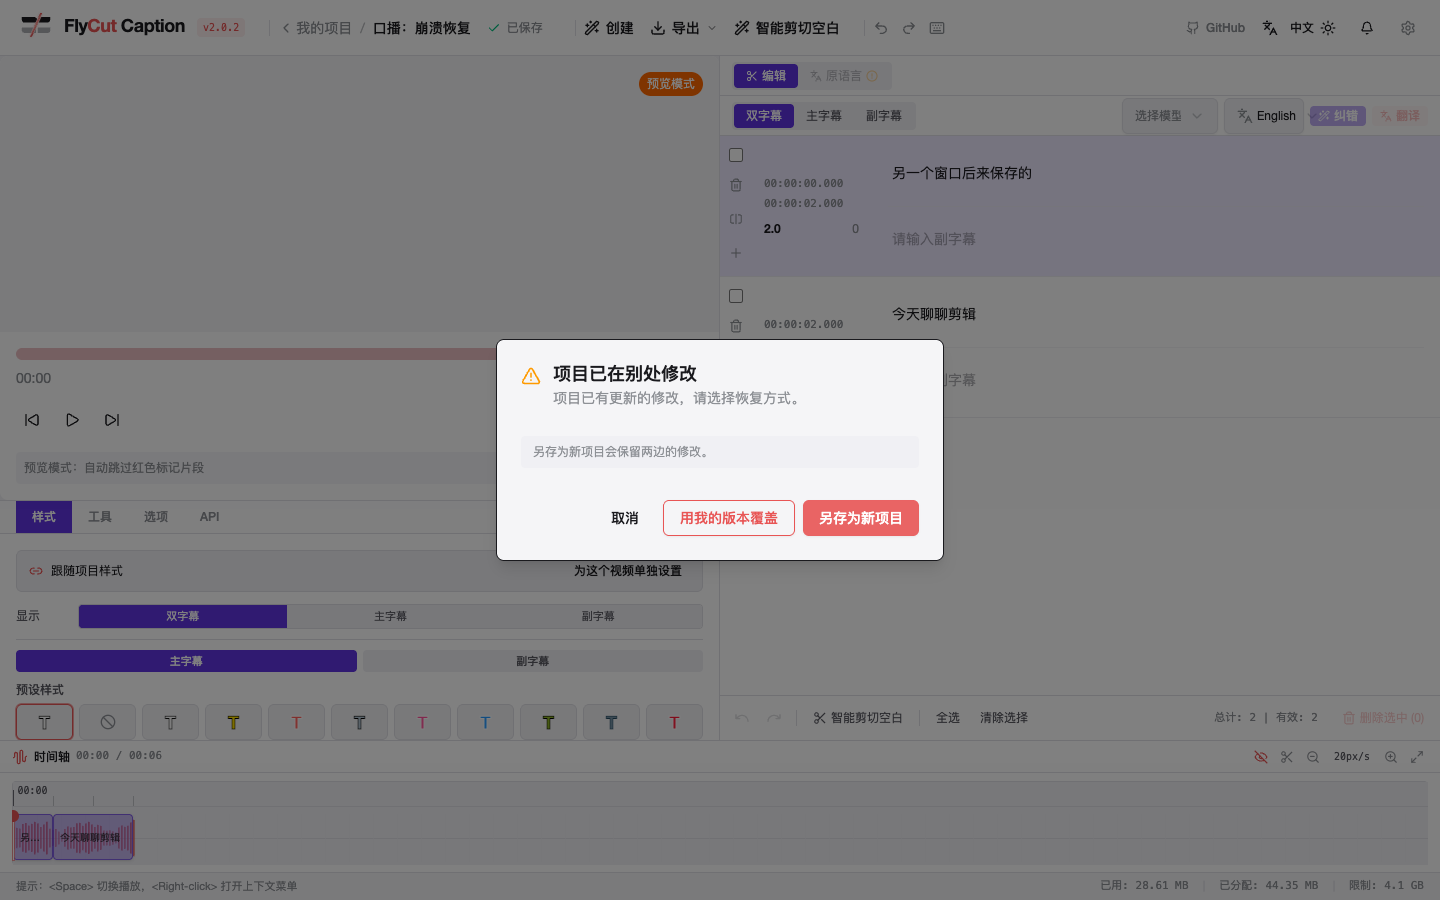 FlyCut Caption v2.0.2 我的项目 / 口播：崩溃恢复 已保存 创建 导出 智能剪切空白 GitHub 中文
预览模式
编辑 原语言
双字幕 主字幕 副字幕 选择模型 English 纠错 翻译
另一个窗口后来保存的
00:00:00.000
00:00:02.000
2.0 0
请输入副字幕
今天聊聊剪辑
00:00:02.000
字幕
00:00
预览模式：自动跳过红色标记片段
项目已在别处修改
项目已有更新的修改，请选择恢复方式。
另存为新项目会保留两边的修改。
取消 用我的版本覆盖 另存为新项目
样式 工具 选项 API
跟随项目样式 为这个视频单独设置
显示 双字幕 主字幕 副字幕
主字幕 副字幕
预设样式
T T T T T T T T T T
智能剪切空白 全选 清除选择 总计: 2 | 有效: 2 删除选中 (0)
时间轴 00:00 / 00:06 20px/s
00:00
另... 今天聊聊剪辑
提示: <Space> 切换播放, <Right-click> 打开上下文菜单 已用: 28.61 MB 已分配: 44.35 MB 限制: 4.1 GB